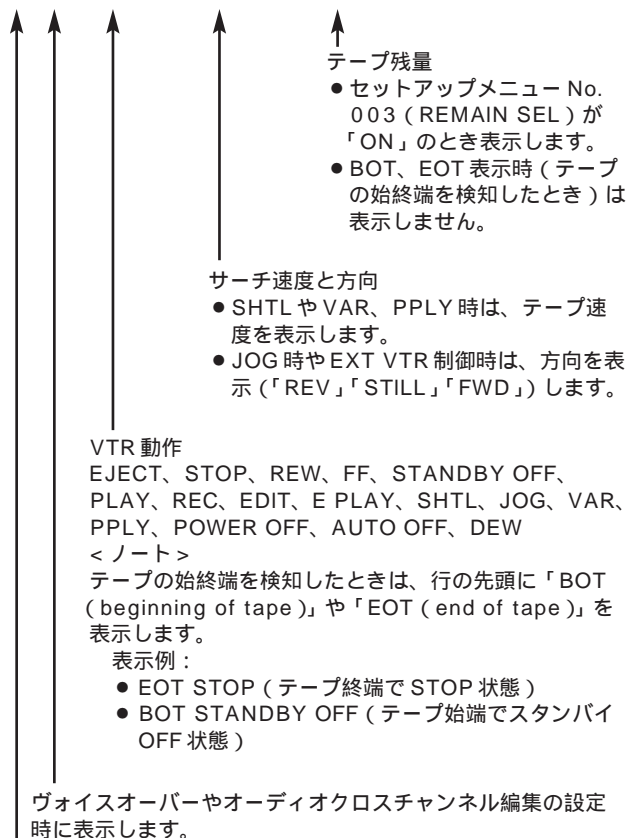 テープ残量
● セットアップメニュー No.
003 ( REMAIN SEL ) が
「ON」のとき表示します。
● BOT、EOT 表示時 ( テープ
の始終端を検知したとき ) は
表示しません。
サーチ速度と方向
● SHTL や VAR、PPLY 時は、テープ速
度を表示します。
● JOG 時や EXT VTR 制御時は、方向を表
示 (「REV」「STILL」「FWD」) します。
VTR 動作
EJECT、STOP、REW、FF、STANDBY OFF、
PLAY、REC、EDIT、E PLAY、SHTL、JOG、VAR、
PPLY、POWER OFF、AUTO OFF、DEW
< ノート >
テープの始終端を検知したときは、行の先頭に「BOT
( beginning of tape )」や「EOT ( end of tape )」を
表示します。
表示例 :
● EOT STOP ( テープ終端で STOP 状態 )
● BOT STANDBY OFF ( テープ始端でスタンバイ
OFF 状態 )
ヴォイスオーバーやオーディオクロスチャンネル編集の設定
時に表示します。